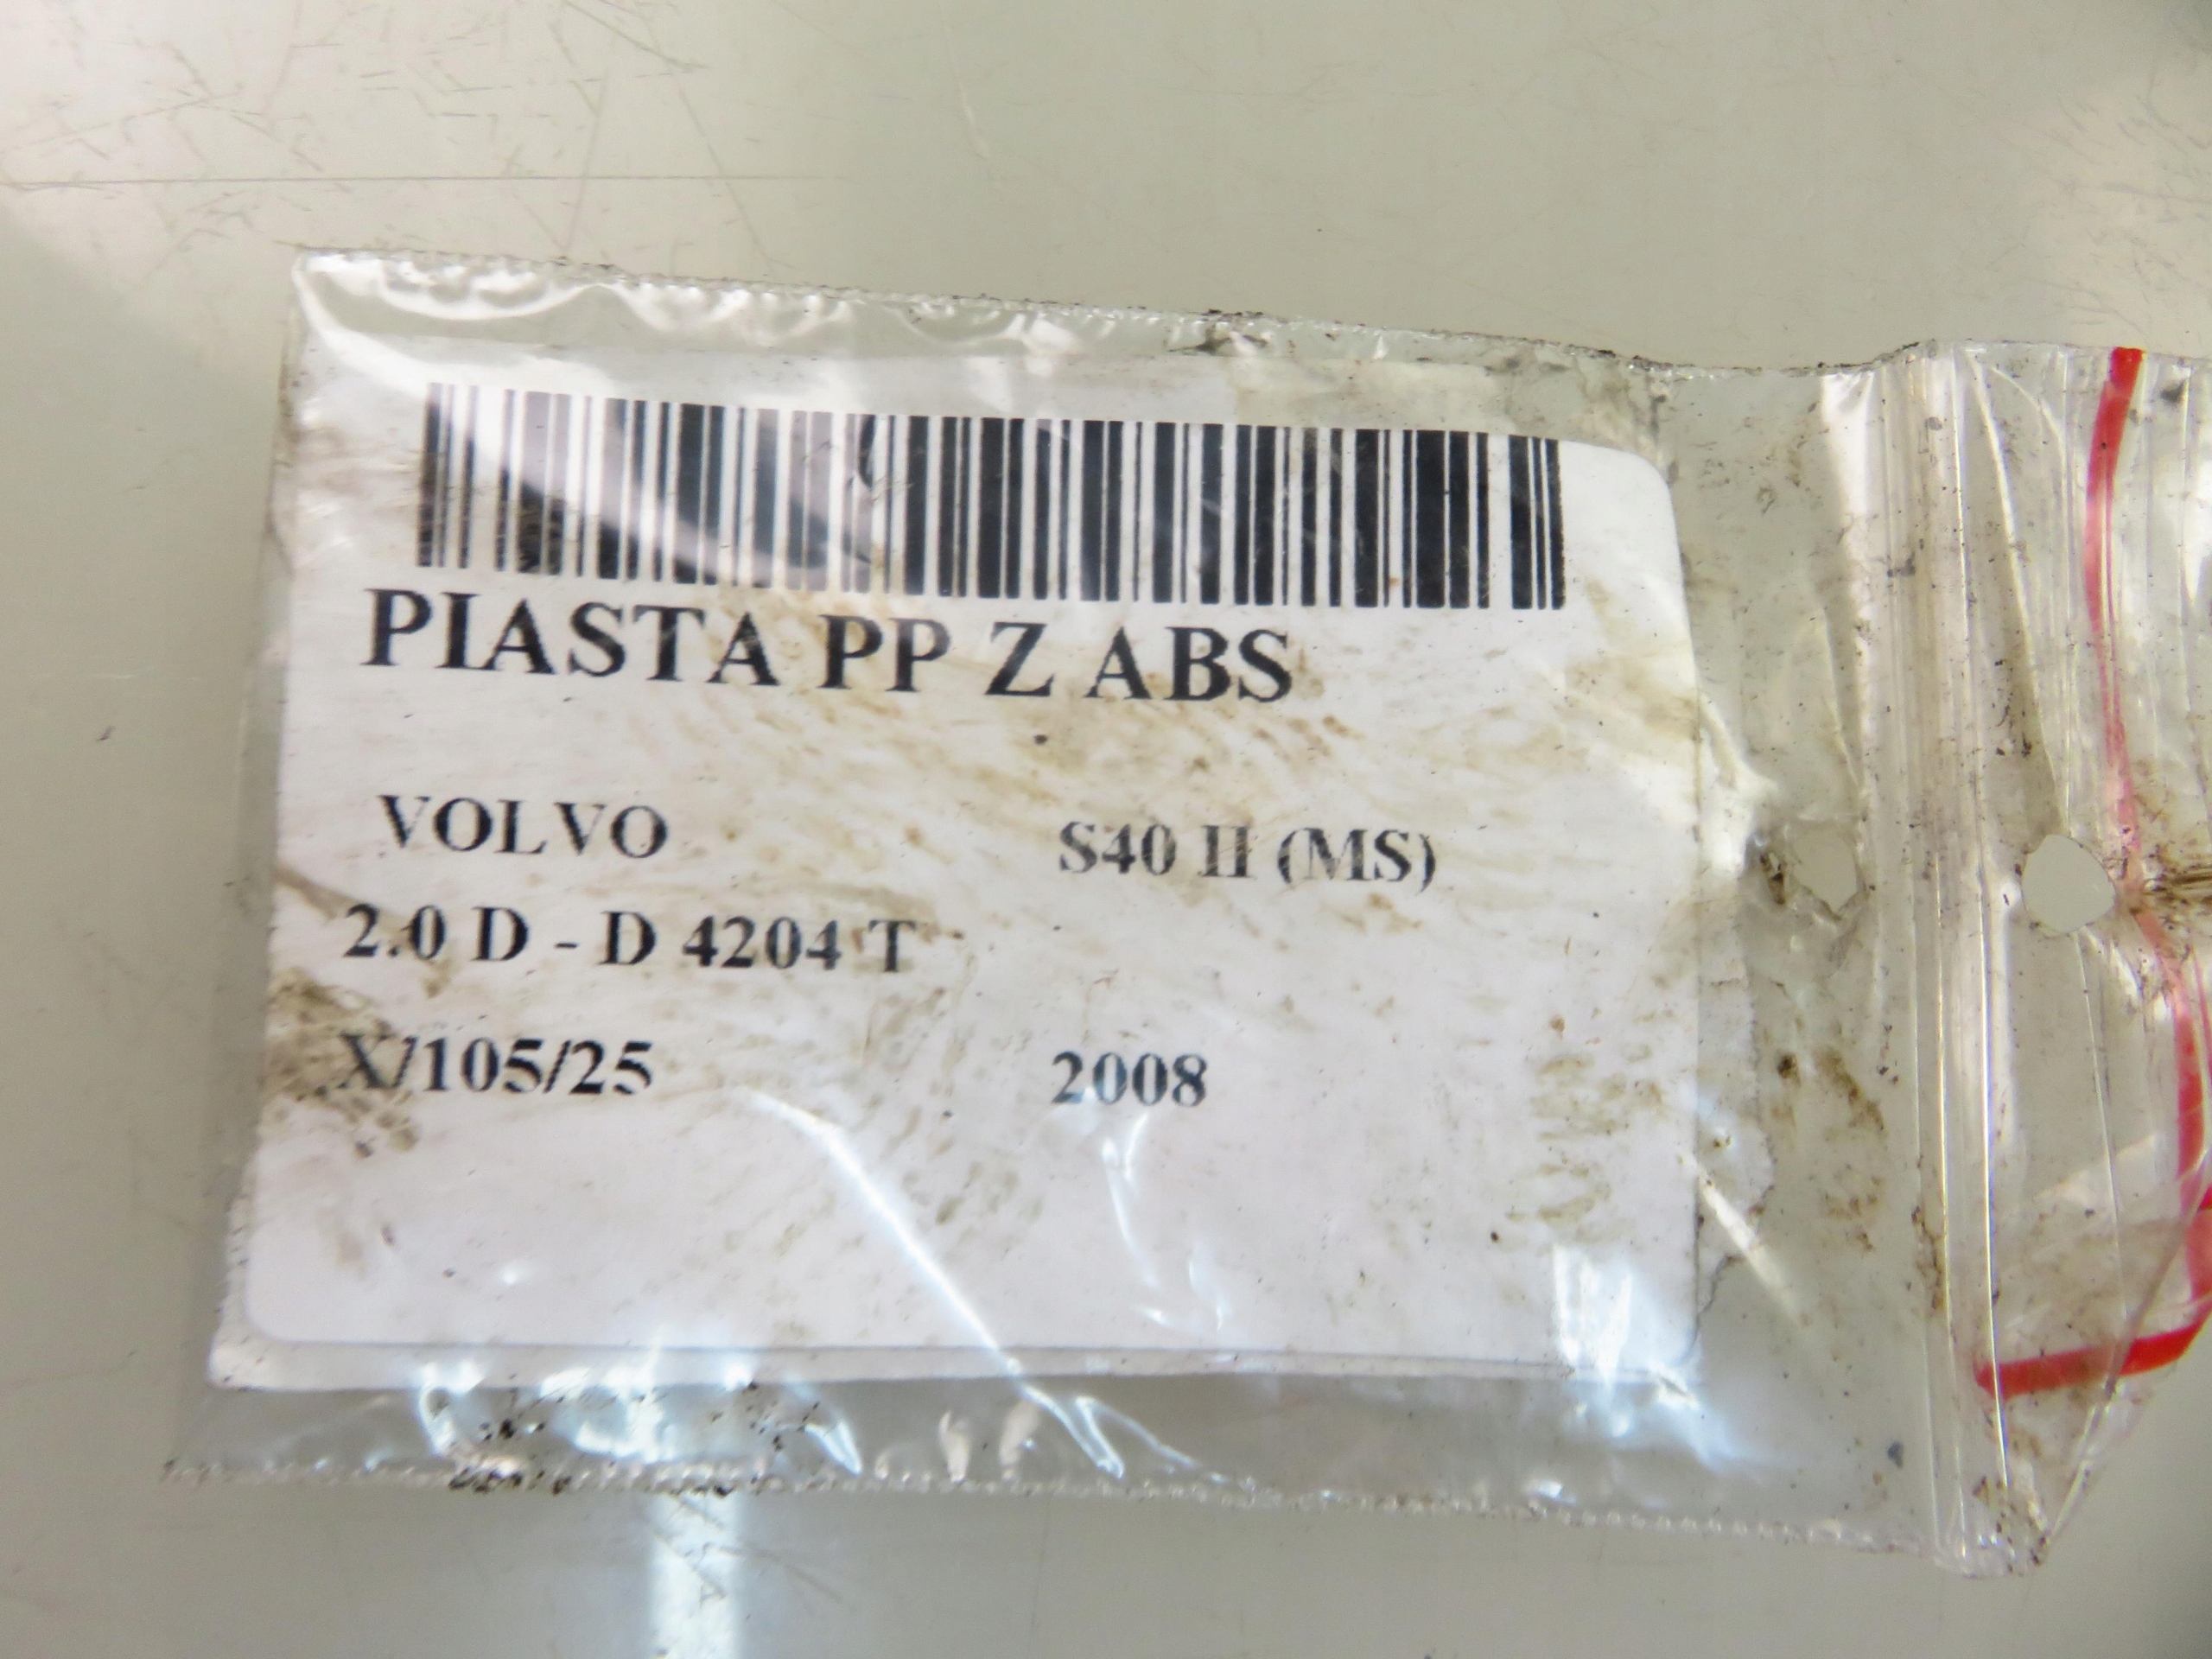 PIASTA PP Z ABS
VOLVO S40 II (MS)
2.0 D - D 4204 T
X/105/25 2008